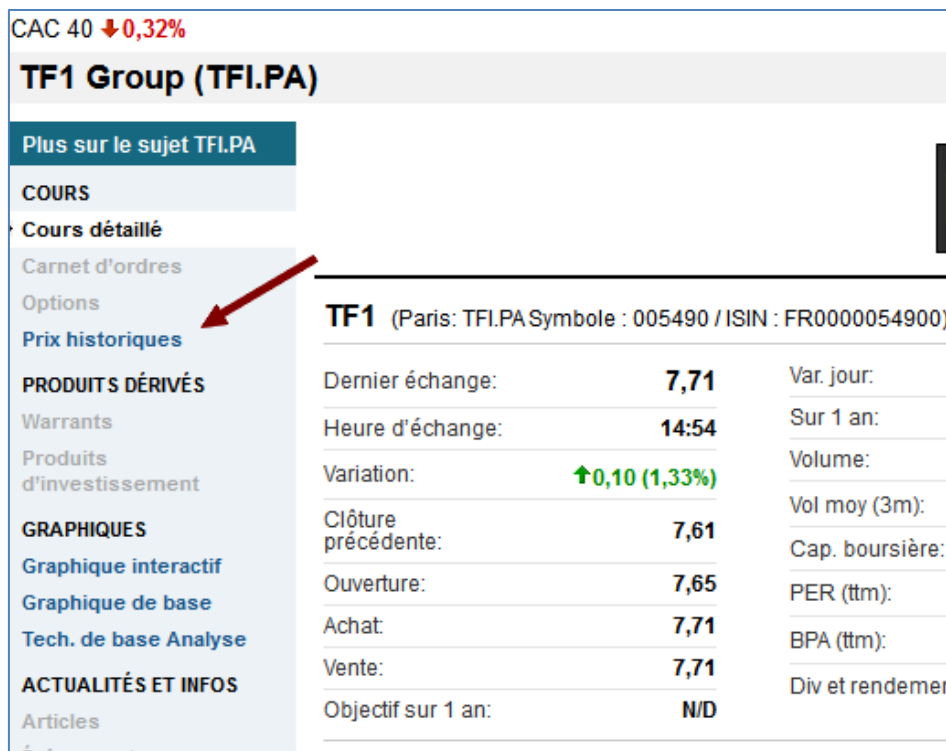 CAC 40 0,32%
TF1 Group (TFI.PA)
Plus sur le sujet TFI.PA
COURS
Cours détaillé
Carnet d'ordres
Options
Prix historiques
PRODUITS DÉRIVÉS
Warrants
Produits
d'investissement
GRAPHIQUES
Graphique interactif
Graphique de base
Tech. de base Analyse
ACTUALITÉS ET INFOS
Articles
TF1 (Paris: TFI.PA Symbole : 005490 / ISIN : FR0000054900)
Dernier échange: 7,71
Heure d'échange: 14:54
Variation: 0,10 (1,33%)
Clôture
précédente: 7,61
Ouverture: 7,65
Achat: 7,71
Vente: 7,71
Objectif sur 1 an: N/D
Var. jour:
Sur 1 an:
Volume:
Vol moy (3m):
Cap. boursière:
PER (ttm):
BPA (ttm):
Div et